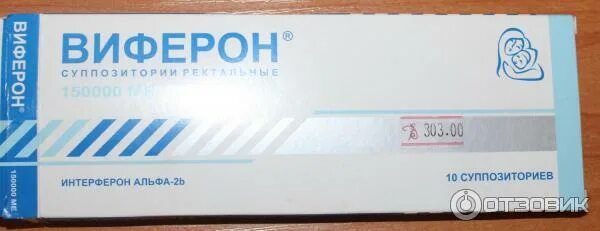 ВИФЕРОН®
ВИФЕРОН®
СУППОЗИТОРИИ РЕКТАЛЬНЫЕ
150000 МЕ
303.00
ИНТЕРФЕРОН АЛЬФА-2b
10 СУППОЗИТОРИЕВ
150000 МЕ
ОТЗОВИК